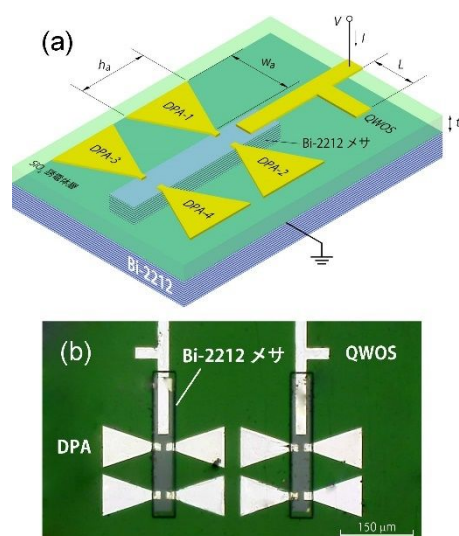 (a)
V
I
hₐ
wₐ
L
DPA-1
QWOS
t
Bi-2212 メサ
DPA-3
DPA-2
SiO₂ 誘電体層
DPA-4
Bi-2212
(b)
Bi-2212 メサ
QWOS
DPA
150 μm